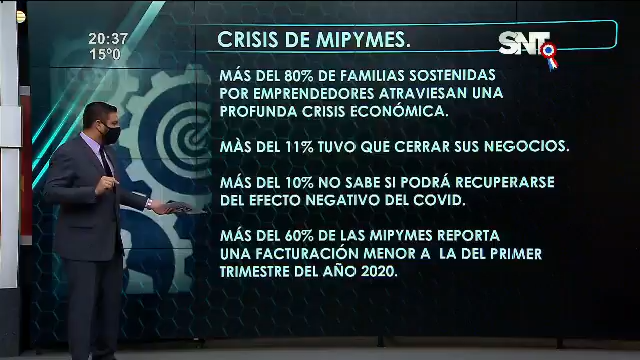 20:37
15°0
CRISIS DE MIPYMES.
SNT
MÁS DEL 80% DE FAMILIAS SOSTENIDAS
POR EMPRENDEDORES ATRAVIESAN UNA
PROFUNDA CRISIS ECONÓMICA.
MÀS DEL 11% TUVO QUE CERRAR SUS NEGOCIOS.
MÁS DEL 10% NO SABE SI PODRÁ RECUPERARSE
DEL EFECTO NEGATIVO DEL COVID.
MÁS DEL 60% DE LAS MIPYMES REPORTA
UNA FACTURACIÓN MENOR A LA DEL PRIMER
TRIMESTRE DEL AÑO 2020.